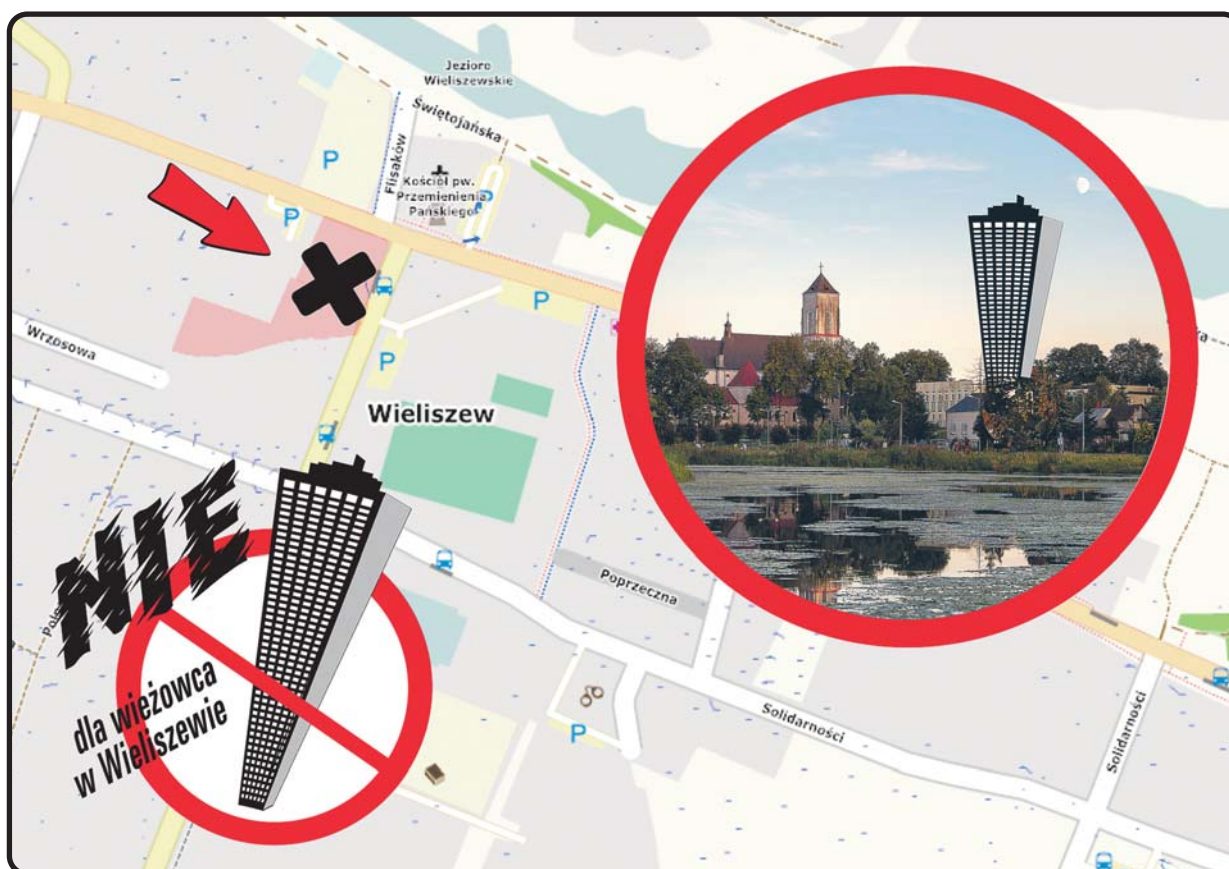 Jezioro
Wieliszewskie
Świętojańska
Flisaków
Kościół pw.
Przemienienia
Pańskiego
P
P
P
P
P
Wrzosowa
Wieliszew
NIE
dla wieżowca
w Wieliszewie
Poprzeczna
P
Solidarności
Solidarności